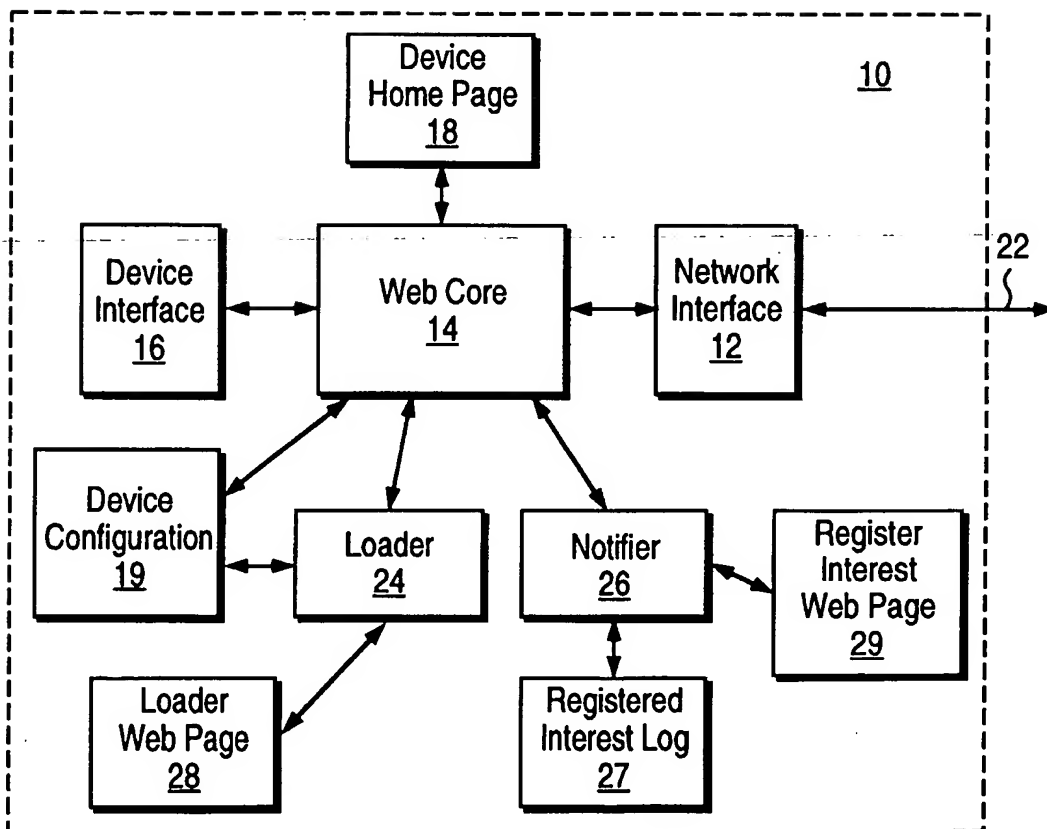 Device
Home Page
18
10
Device
Interface
16
Web Core
14
Network
Interface
12
22
Device
Configuration
19
Loader
24
Notifier
26
Register
Interest
Web Page
29
Loader
Web Page
28
Registered
Interest Log
27